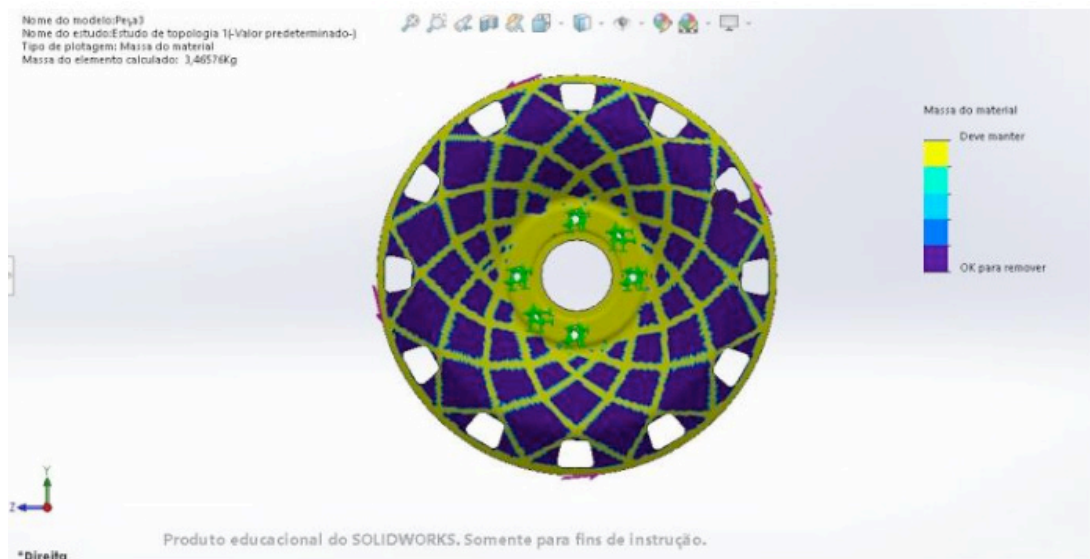 Nome do modelo:Peça3
Nome do estudo:Estudo de topologia 1(-Valor predeterminado-)
Tipo de plotagem: Massa do material
Massa do elemento calculado: 3,46576Kg
Massa do material
Deve manter
OK para remover
Y
Z
Produto educacional do SOLIDWORKS. Somente para fins de instrução.
*Direita